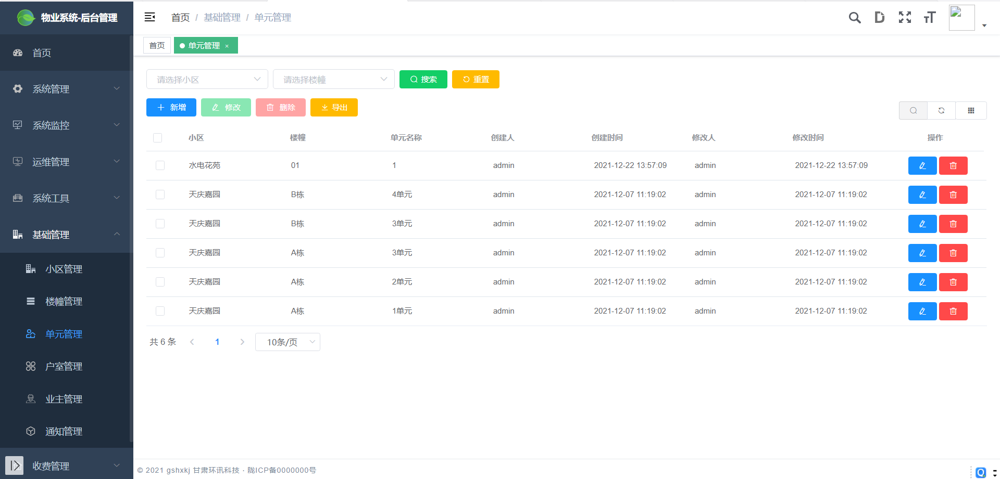 物业系统-后台管理
首页 / 基础管理 / 单元管理
首页
单元管理 ×
首页
系统管理
系统监控
运维管理
系统工具
基础管理
小区管理
楼幢管理
单元管理
户室管理
业主管理
通知管理
收费管理
请选择小区 请选择楼幢 搜索 重置
新增 修改 删除 导出
小区 楼幢 单元名称 创建人 创建时间 修改人 修改时间 操作
水电花苑 01 1 admin 2021-12-22 13:57:09 admin 2021-12-22 13:57:09
天庆嘉园 B栋 4单元 admin 2021-12-07 11:19:02 admin 2021-12-07 11:19:02
天庆嘉园 B栋 3单元 admin 2021-12-07 11:19:02 admin 2021-12-07 11:19:02
天庆嘉园 A栋 3单元 admin 2021-12-07 11:19:02 admin 2021-12-07 11:19:02
天庆嘉园 A栋 2单元 admin 2021-12-07 11:19:02 admin 2021-12-07 11:19:02
天庆嘉园 A栋 1单元 admin 2021-12-07 11:19:02 admin 2021-12-07 11:19:02
共 6 条 1 10条/页
© 2021 gshxkj 甘肃环讯科技 · 陇ICP备0000000号